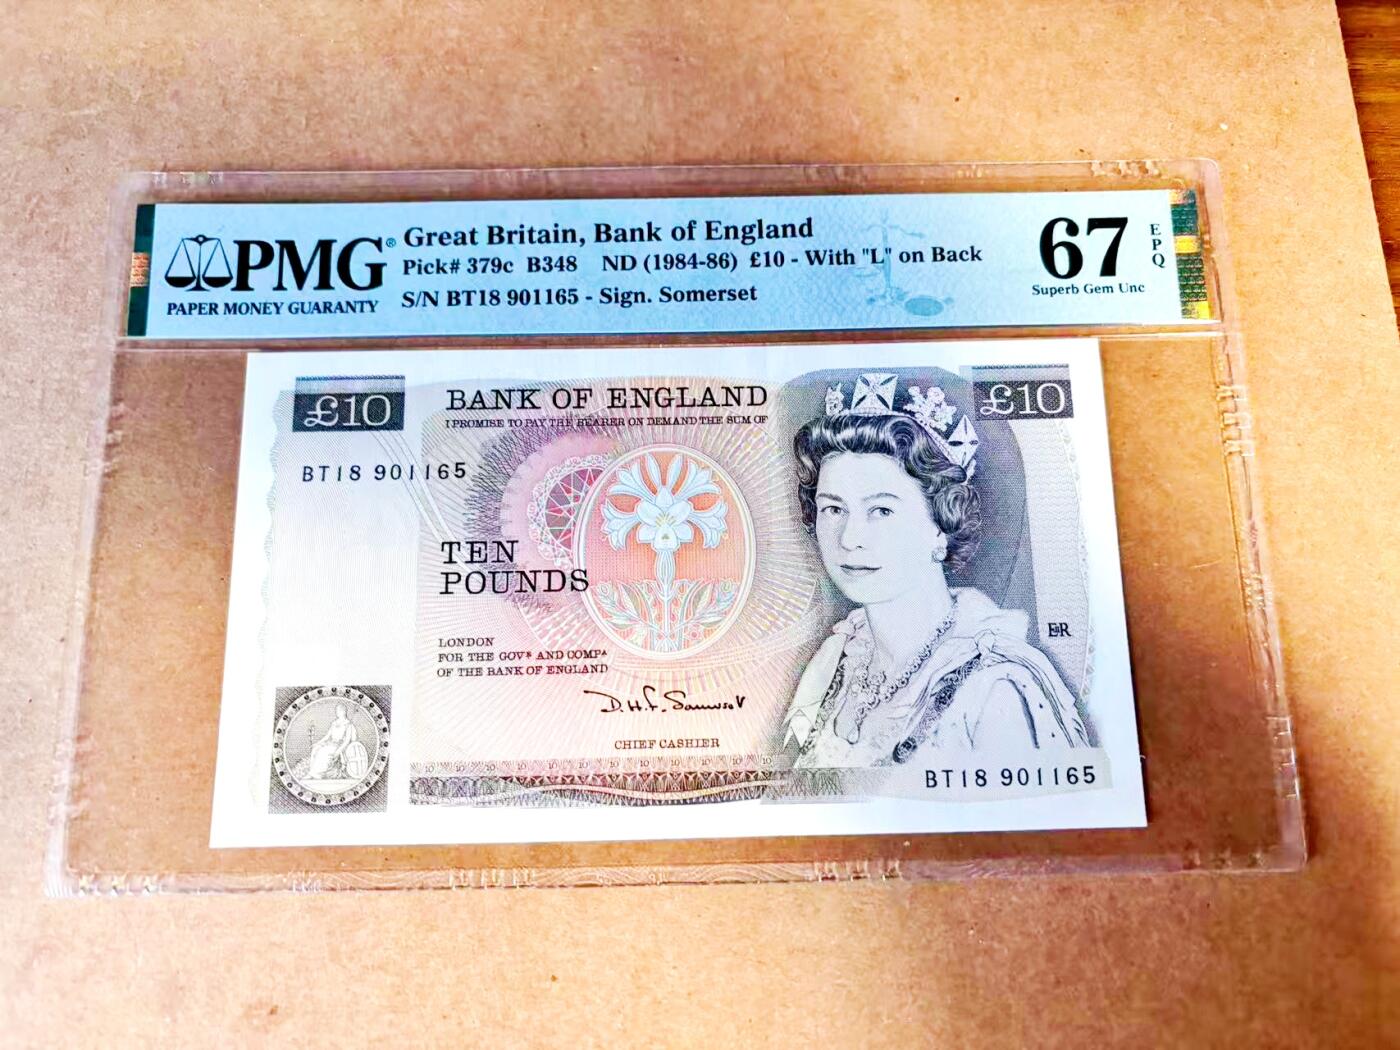 PMG®
PAPER MONEY GUARANTY
Great Britain, Bank of England
Pick# 379c B348 ND (1984-86) £10 - With "L" on Back
S/N BT18 901165 - Sign. Somerset
67
EPQ
Superb Gem Unc
£10
BANK OF ENGLAND
£10
I PROMISE TO PAY THE BEARER ON DEMAND THE SUM OF
BT18 901165
TEN
POUNDS
LONDON
FOR THE GOVR AND COMPA
OF THE BANK OF ENGLAND
EIIR
D.H.F. Somerset
CHIEF CASHIER
BT18 901165